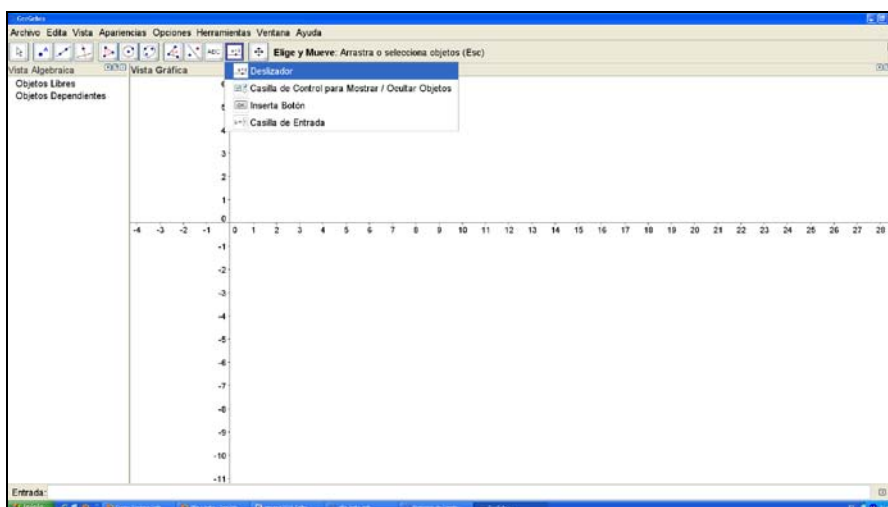 GeoGebra
Archivo Edita Vista Apariencias Opciones Herramientas Ventana Ayuda
ABC
Elige y Mueve: Arrastra o selecciona objetos (Esc)
Vista Algebraica
Vista Gráfica
Objetos Libres
Objetos Dependientes
Deslizador
Casilla de Control para Mostrar / Ocultar Objetos
Inserta Botón
Casilla de Entrada
6
5
4
3
2
1
0
-4 -3 -2 -1 0 1 2 3 4 5 6 7 8 9 10 11 12 13 14 15 16 17 18 19 20 21 22 23 24 25 26 27 28
-1
-2
-3
-4
-5
-6
-7
-8
-9
-10
-11
Entrada: